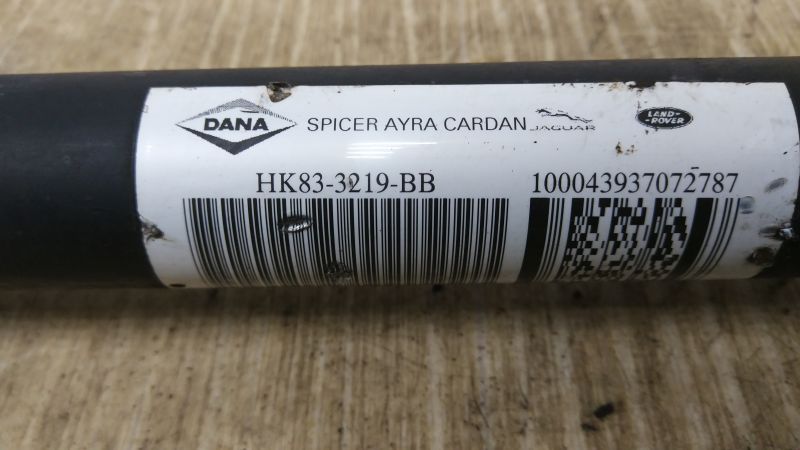 DANA SPICER AYRA CARDAN JAGUAR LAND-ROVER
HK83-3219-BB 100043937072787